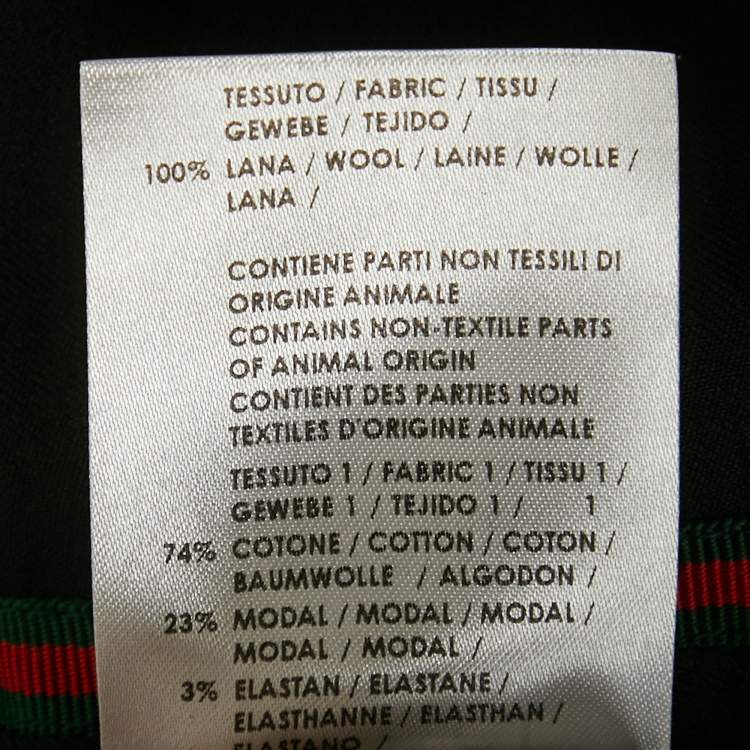 TESSUTO / FABRIC / TISSU /
GEWEBE / TEJIDO /
100% LANA / WOOL / LAINE / WOLLE /
LANA /
CONTIENE PARTI NON TESSILI DI
ORIGINE ANIMALE
CONTAINS NON-TEXTILE PARTS
OF ANIMAL ORIGIN
CONTIENT DES PARTIES NON
TEXTILES D'ORIGINE ANIMALE
TESSUTO 1 / FABRIC 1 / TISSU 1 /
GEWEBE 1 / TEJIDO 1 / 1
74% COTONE / COTTON / COTON /
BAUMWOLLE / ALGODON /
23% MODAL / MODAL / MODAL /
MODAL / MODAL /
3% ELASTAN / ELASTANE /
ELASTHANNE / ELASTHAN /
ELASTANO /